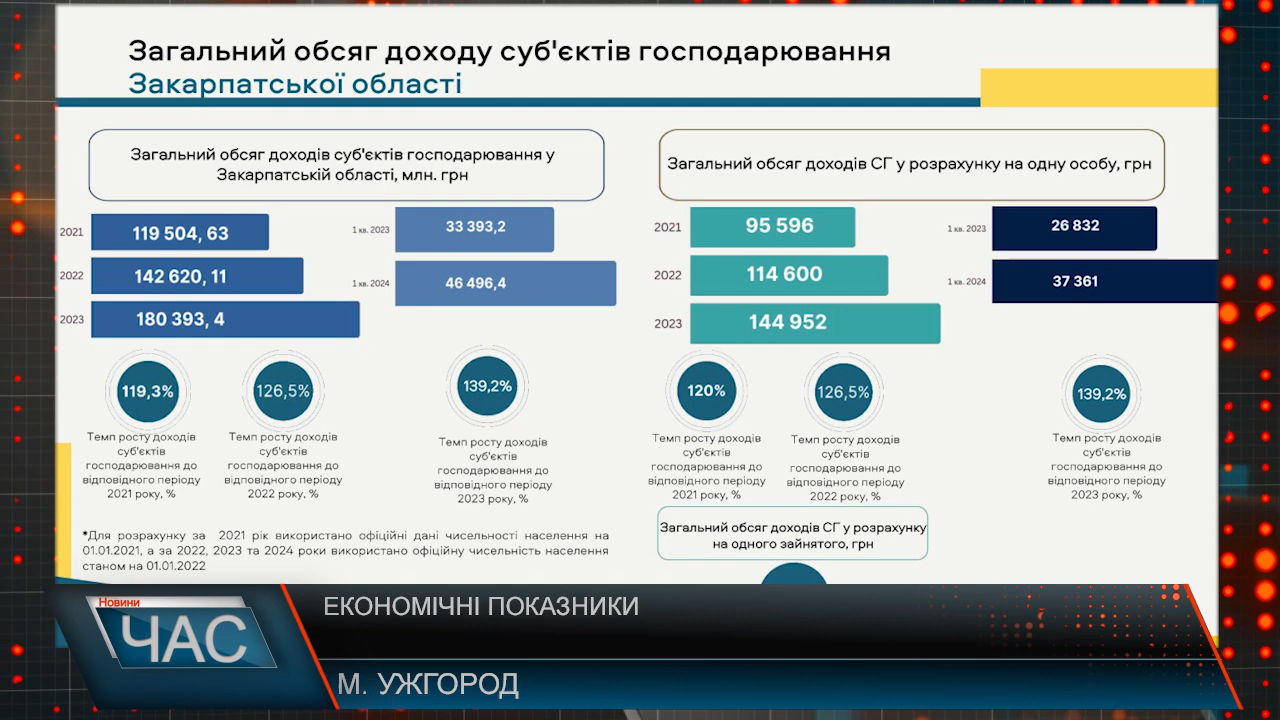 Загальний обсяг доходу суб'єктів господарювання
Закарпатської області
Загальний обсяг доходів суб'єктів господарювання у
Закарпатській області, млн. грн
2021
119 504, 63
2022
142 620, 11
2023
180 393, 4
1 кв. 2023
33 393,2
1 кв. 2024
46 496,4
119,3%
Темп росту доходів
суб'єктів
господарювання до
відповідного періоду
2021 року, %
126,5%
Темп росту доходів
суб'єктів
господарювання до
відповідного періоду
2022 року, %
139,2%
Темп росту доходів
суб'єктів
господарювання до
відповідного періоду
2023 року, %
*Для розрахунку за 2021 рік використано офіційні дані чисельності населення на
01.01.2021, а за 2022, 2023 та 2024 роки використано офіційну чисельність населення
станом на 01.01.2022
Загальний обсяг доходів СГ у розрахунку на одну особу, грн
2021
95 596
2022
114 600
2023
144 952
1 кв. 2023
26 832
1 кв. 2024
37 361
120%
Темп росту доходів
суб'єктів
господарювання до
відповідного періоду
2021 року, %
126,5%
Темп росту доходів
суб'єктів
господарювання до
відповідного періоду
2022 року, %
139,2%
Темп росту доходів
суб'єктів
господарювання до
відповідного періоду
2023 року, %
Загальний обсяг доходів СГ у розрахунку
на одного зайнятого, грн
Новини
ЧАС
ЕКОНОМІЧНІ ПОКАЗНИКИ
М. УЖГОРОД